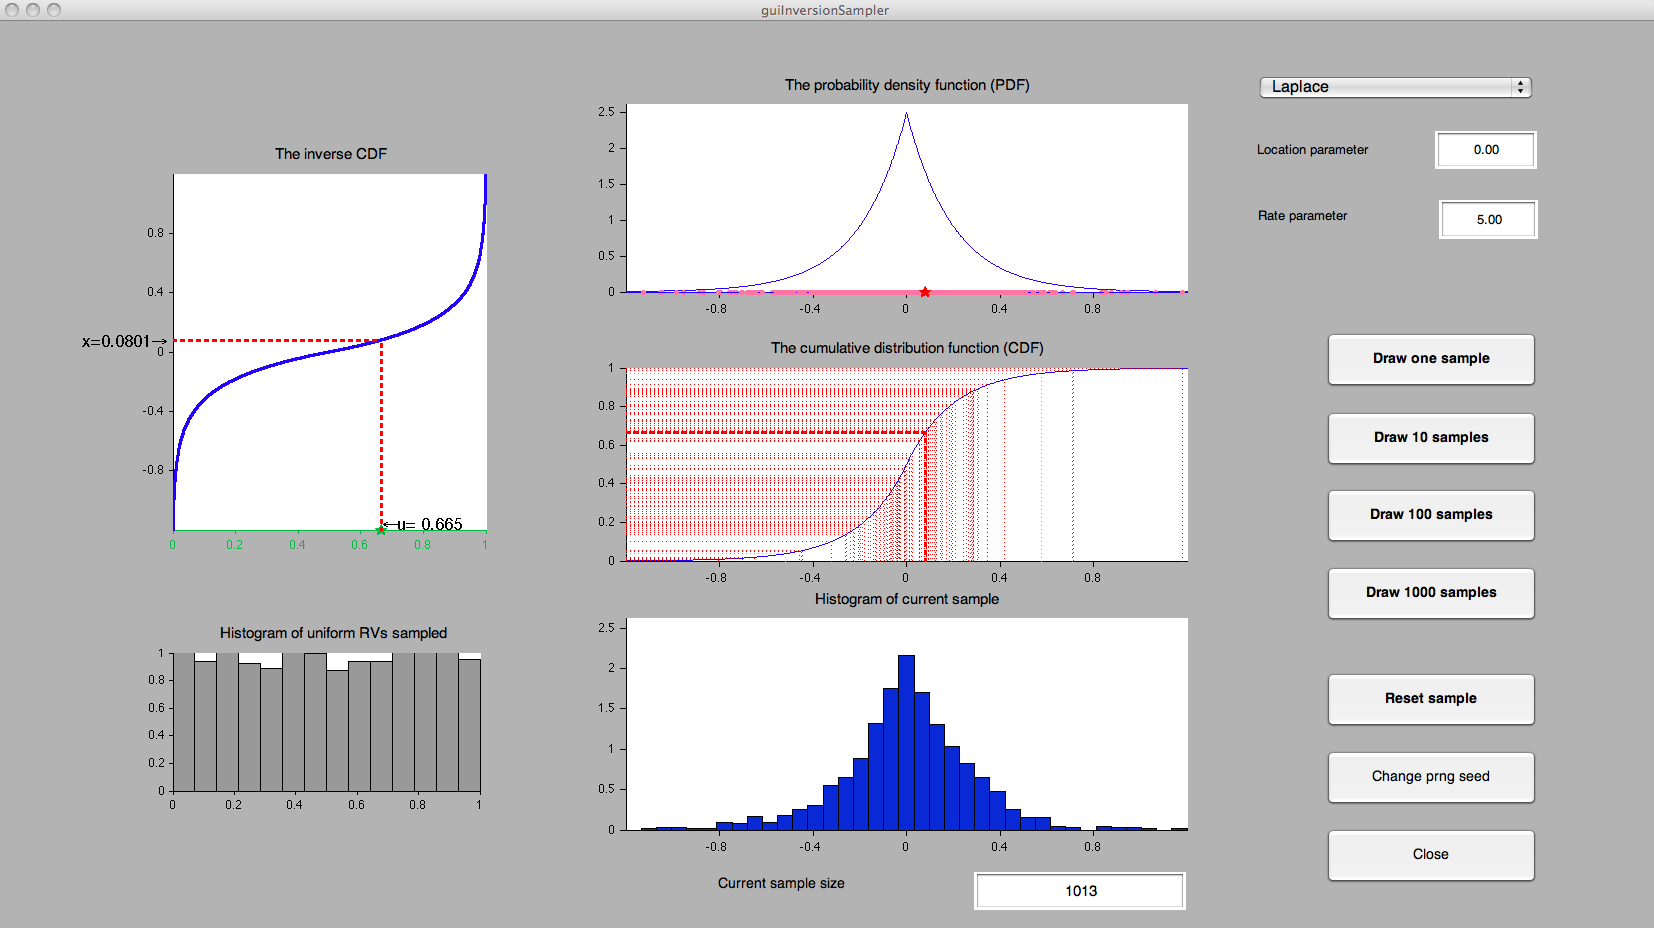 guiInversionSampler
The inverse CDF
0.8
0.4
x=0.0801→
0
-0.4
-0.8
←u= 0.665
0 0.2 0.4 0.6 0.8 1
Histogram of uniform RVs sampled
1
0.8
0.6
0.4
0.2
0
0 0.2 0.4 0.6 0.8 1
The probability density function (PDF)
2.5
2
1.5
1
0.5
0
-0.8 -0.4 0 0.4 0.8
The cumulative distribution function (CDF)
1
0.8
0.6
0.4
0.2
0
-0.8 -0.4 0 0.4 0.8
Histogram of current sample
2.5
2
1.5
1
0.5
0
-0.8 -0.4 0 0.4 0.8
Current sample size 1013
Laplace
Location parameter 0.00
Rate parameter 5.00
Draw one sample
Draw 10 samples
Draw 100 samples
Draw 1000 samples
Reset sample
Change prng seed
Close